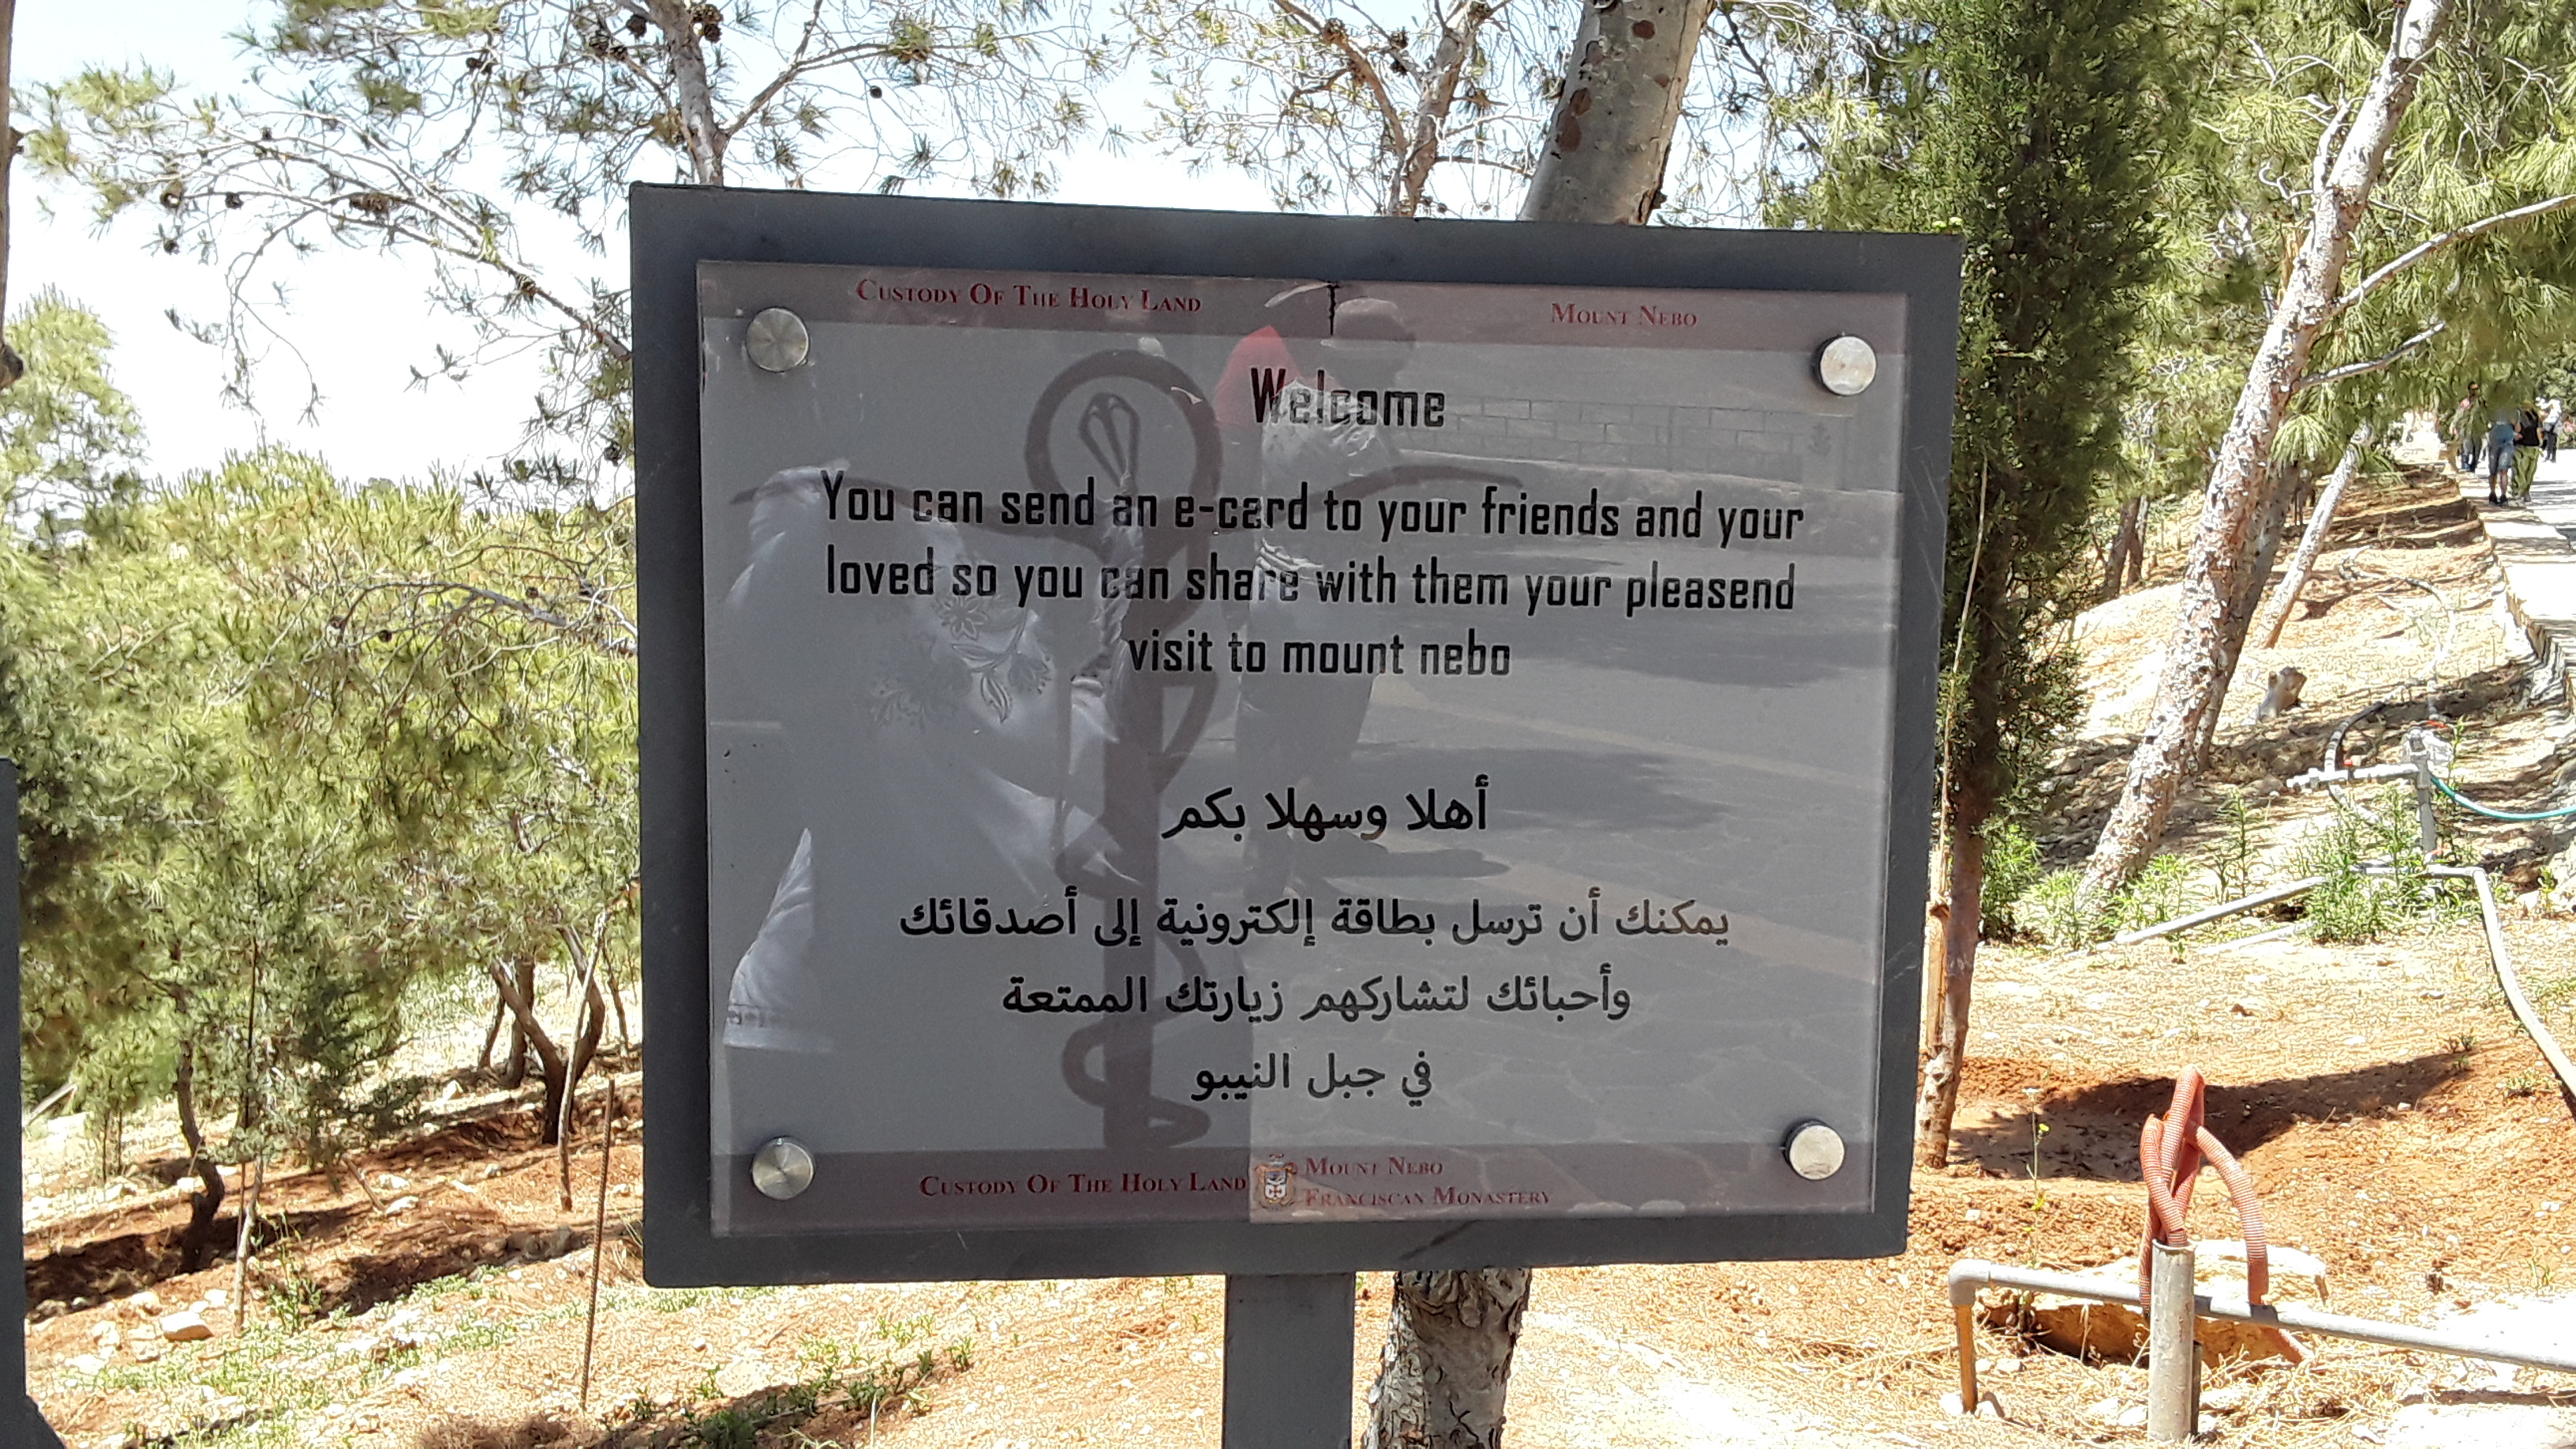 CUSTODY OF THE HOLY LAND
MOUNT NEBO
Welcome
You can send an e-card to your friends and your
loved so you can share with them your pleasend
visit to mount nebo
أهلا وسهلا بكم
يمكنك أن ترسل بطاقة إلكترونية إلى أصدقائك
وأحبائك لتشاركهم زيارتك الممتعة
في جبل النيبو
CUSTODY OF THE HOLY LAND
MOUNT NEBO
FRANCISCAN MONASTERY